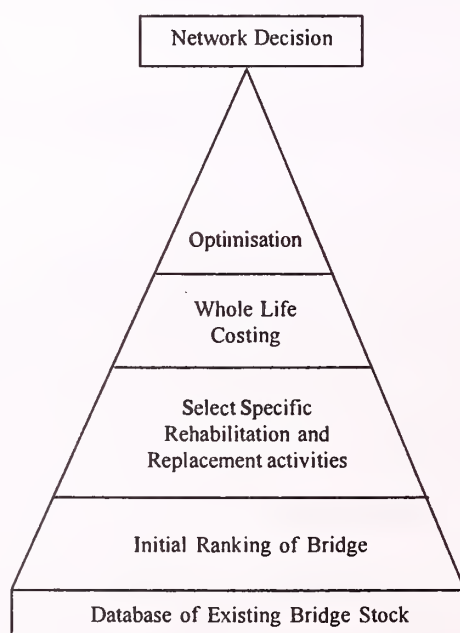 Network Decision
Optimisation
Whole Life
Costing
Select Specific
Rehabilitation and
Replacement activities
Initial Ranking of Bridge
Database of Existing Bridge Stock